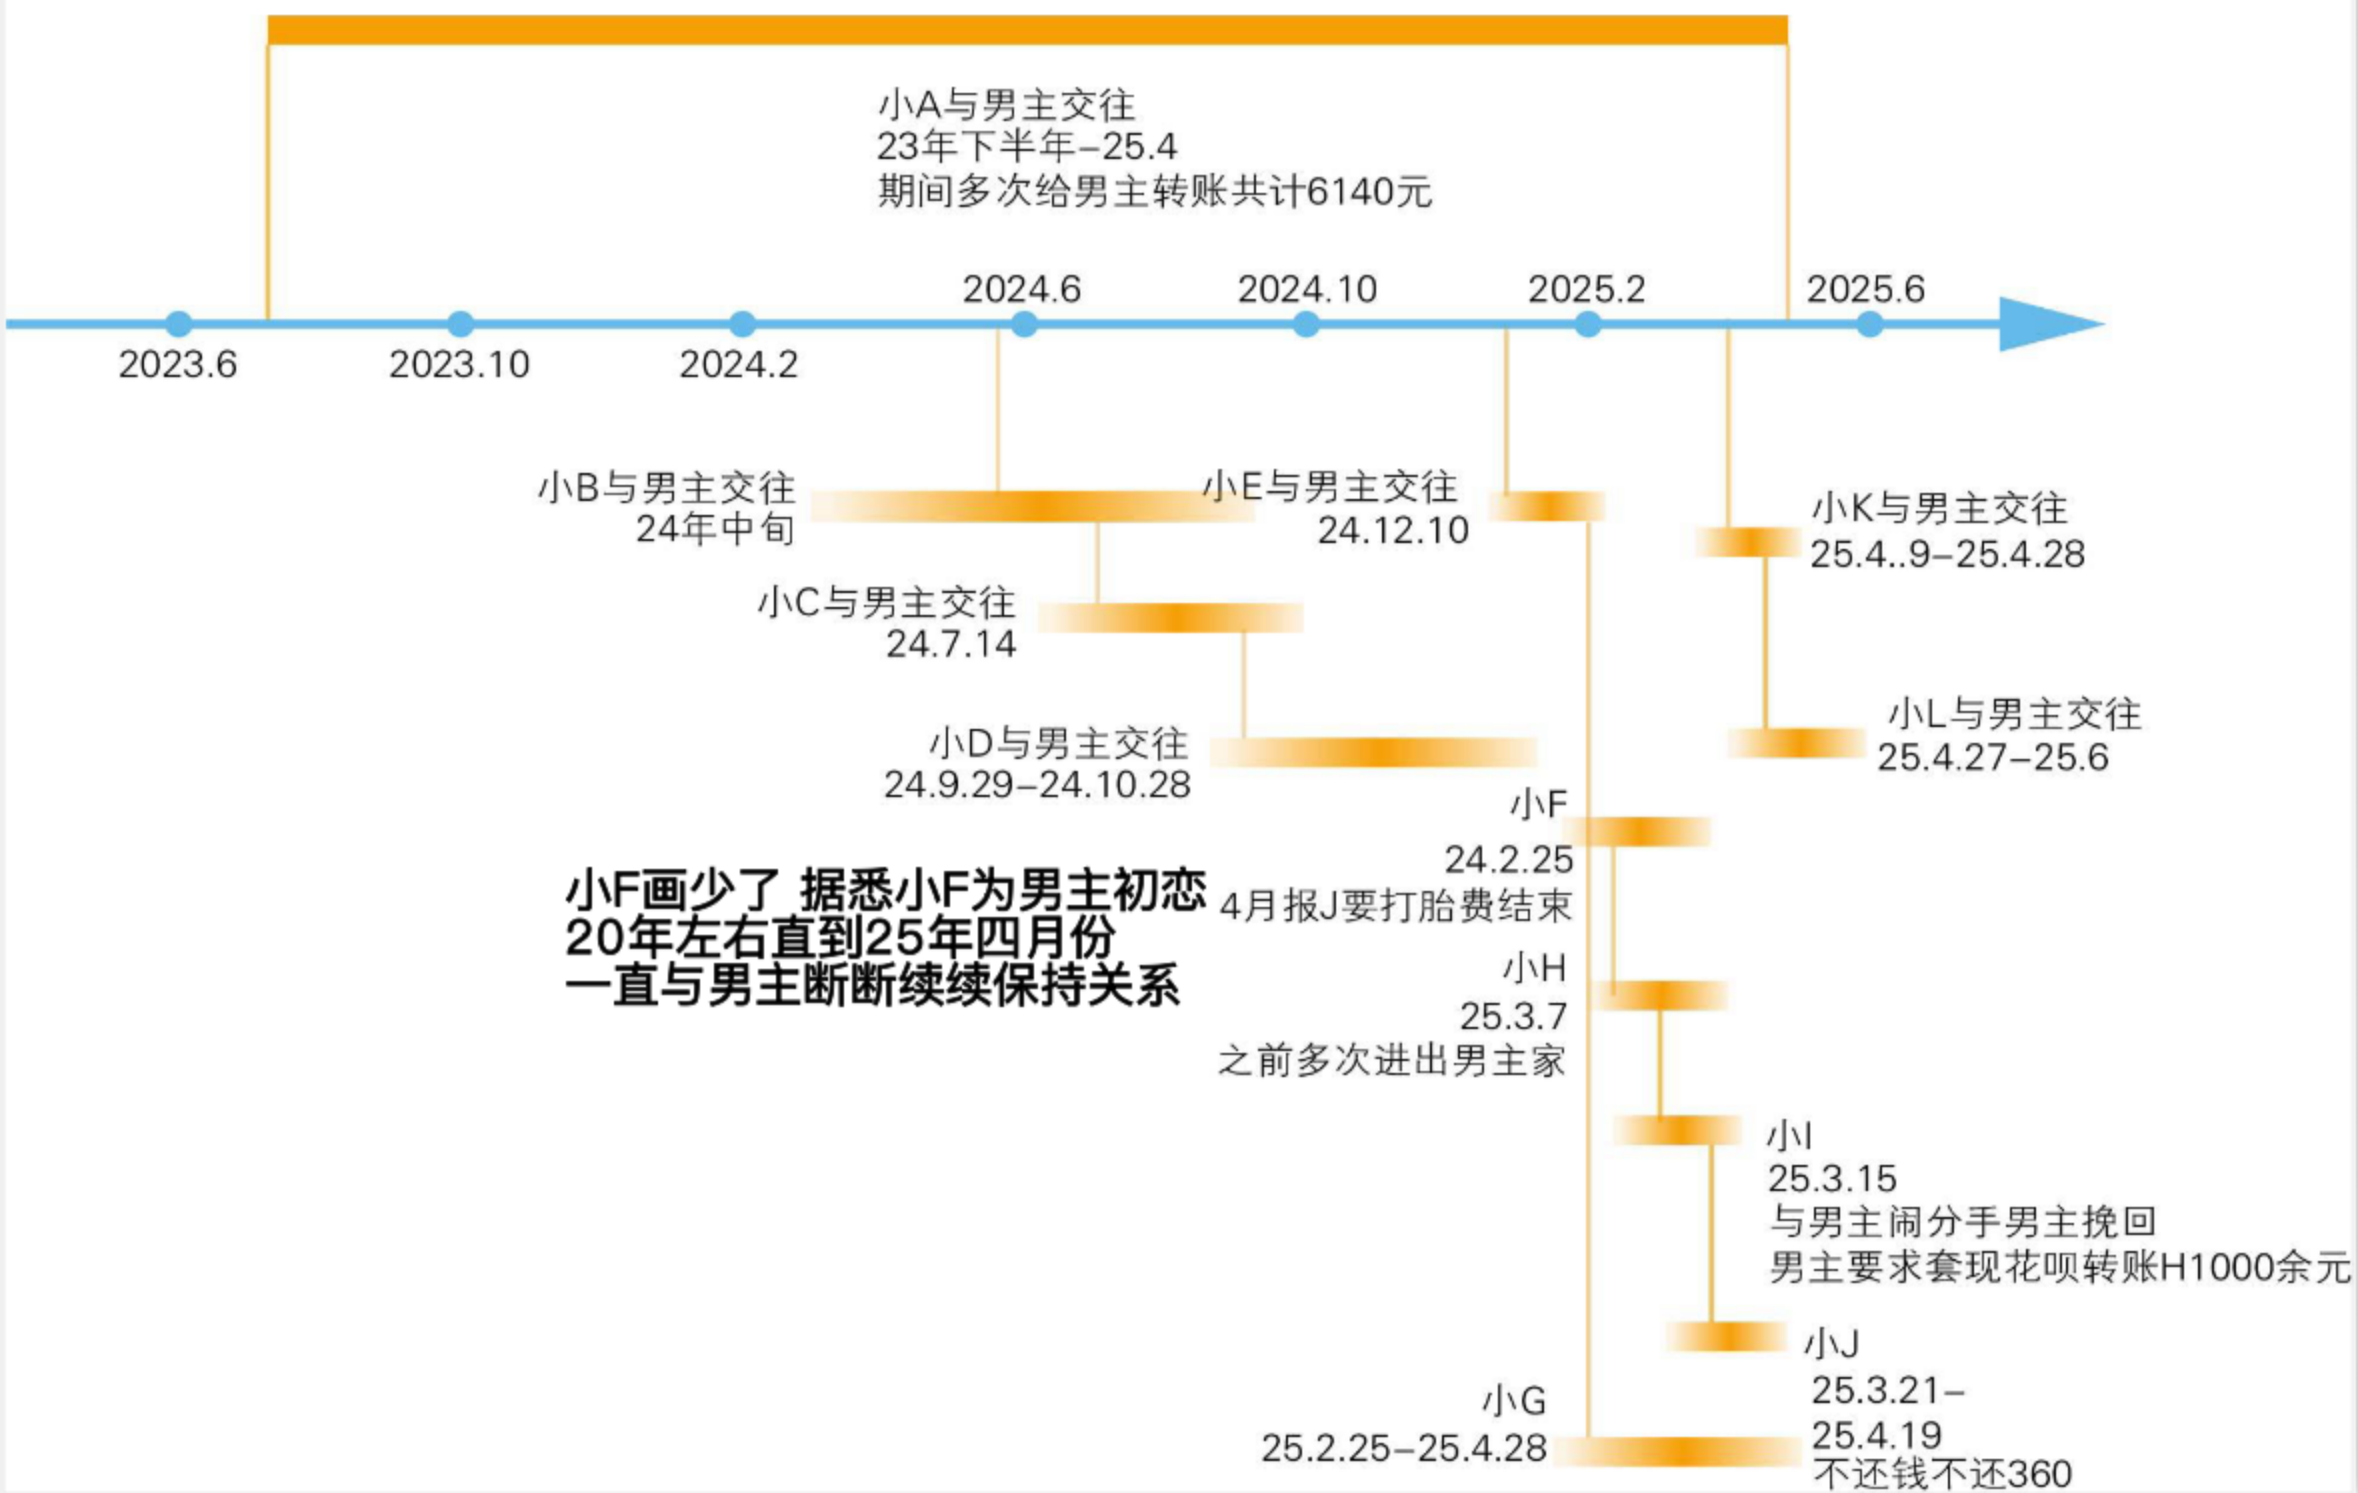 小A与男主交往
23年下半年-25.4
期间多次给男主转账共计6140元
2024.6
2024.10
2025.2
2025.6
2023.6
2023.10
2024.2
小B与男主交往
24年中旬
小E与男主交往
24.12.10
小K与男主交往
25.4..9-25.4.28
小C与男主交往
24.7.14
小L与男主交往
25.4.27-25.6
小D与男主交往
24.9.29-24.10.28
小F
24.2.25
4月报J要打胎费结束
小F画少了 据悉小F为男主初恋
20年左右直到25年四月份
一直与男主断断续续保持关系
小H
25.3.7
之前多次进出男主家
小I
25.3.15
与男主闹分手男主挽回
男主要求套现花呗转账H1000余元
小J
25.3.21-
25.4.19
不还钱不还360
小G
25.2.25-25.4.28